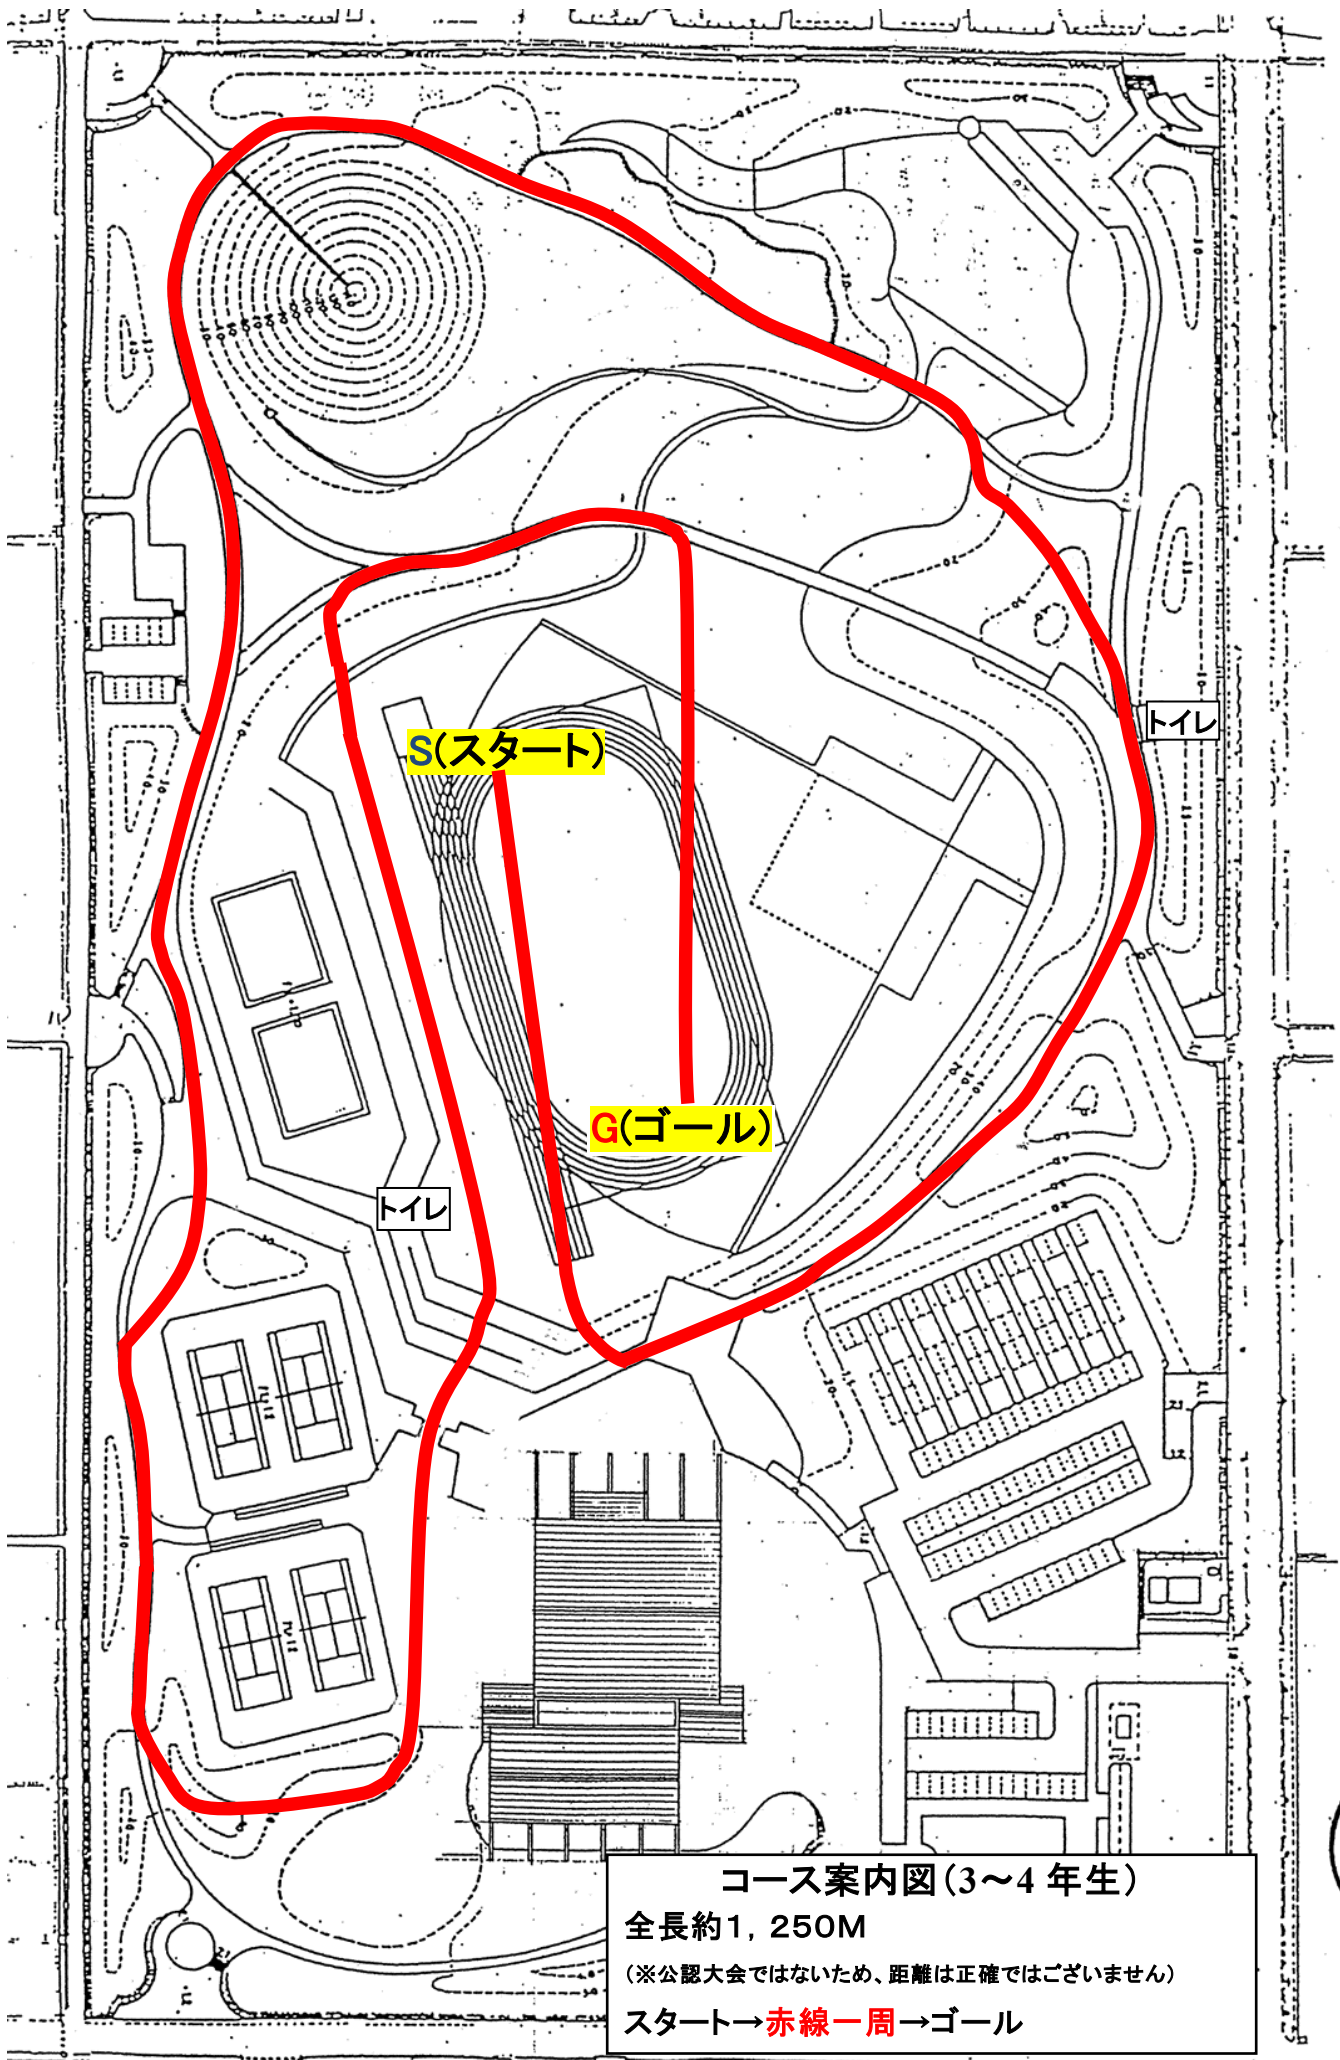 トイレ
S(スタート)
G(ゴール)
トイレ
コース案内図(3～4 年生)
全長約1, 250M
(※公認大会ではないため、距離は正確ではございません)
スタート→赤線一周→ゴール